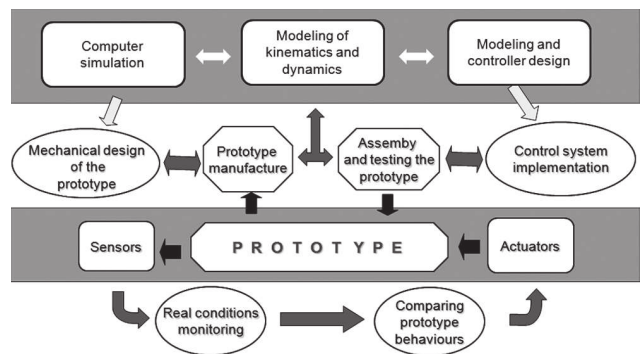 Computer
simulation
Modeling of
kinematics and
dynamics
Modeling and
controller design
Mechanical design
of the
prototype
Prototype
manufacture
Assemby
and testing the
prototype
Control system
implementation
Sensors
PROTOTYPE
Actuators
Real conditions
monitoring
Comparing
prototype
behaviours